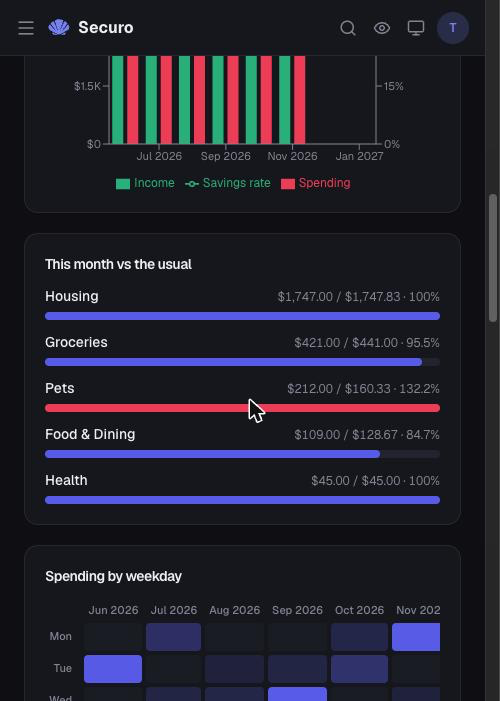 Securo
T
$1.5K
15%
$0
0%
Jul 2026 Sep 2026 Nov 2026 Jan 2027
Income Savings rate Spending
This month vs the usual
Housing $1,747.00 / $1,747.83 · 100%
Groceries $421.00 / $441.00 · 95.5%
Pets $212.00 / $160.33 · 132.2%
Food & Dining $109.00 / $128.67 · 84.7%
Health $45.00 / $45.00 · 100%
Spending by weekday
Jun 2026 Jul 2026 Aug 2026 Sep 2026 Oct 2026 Nov 202
Mon
Tue
Wed